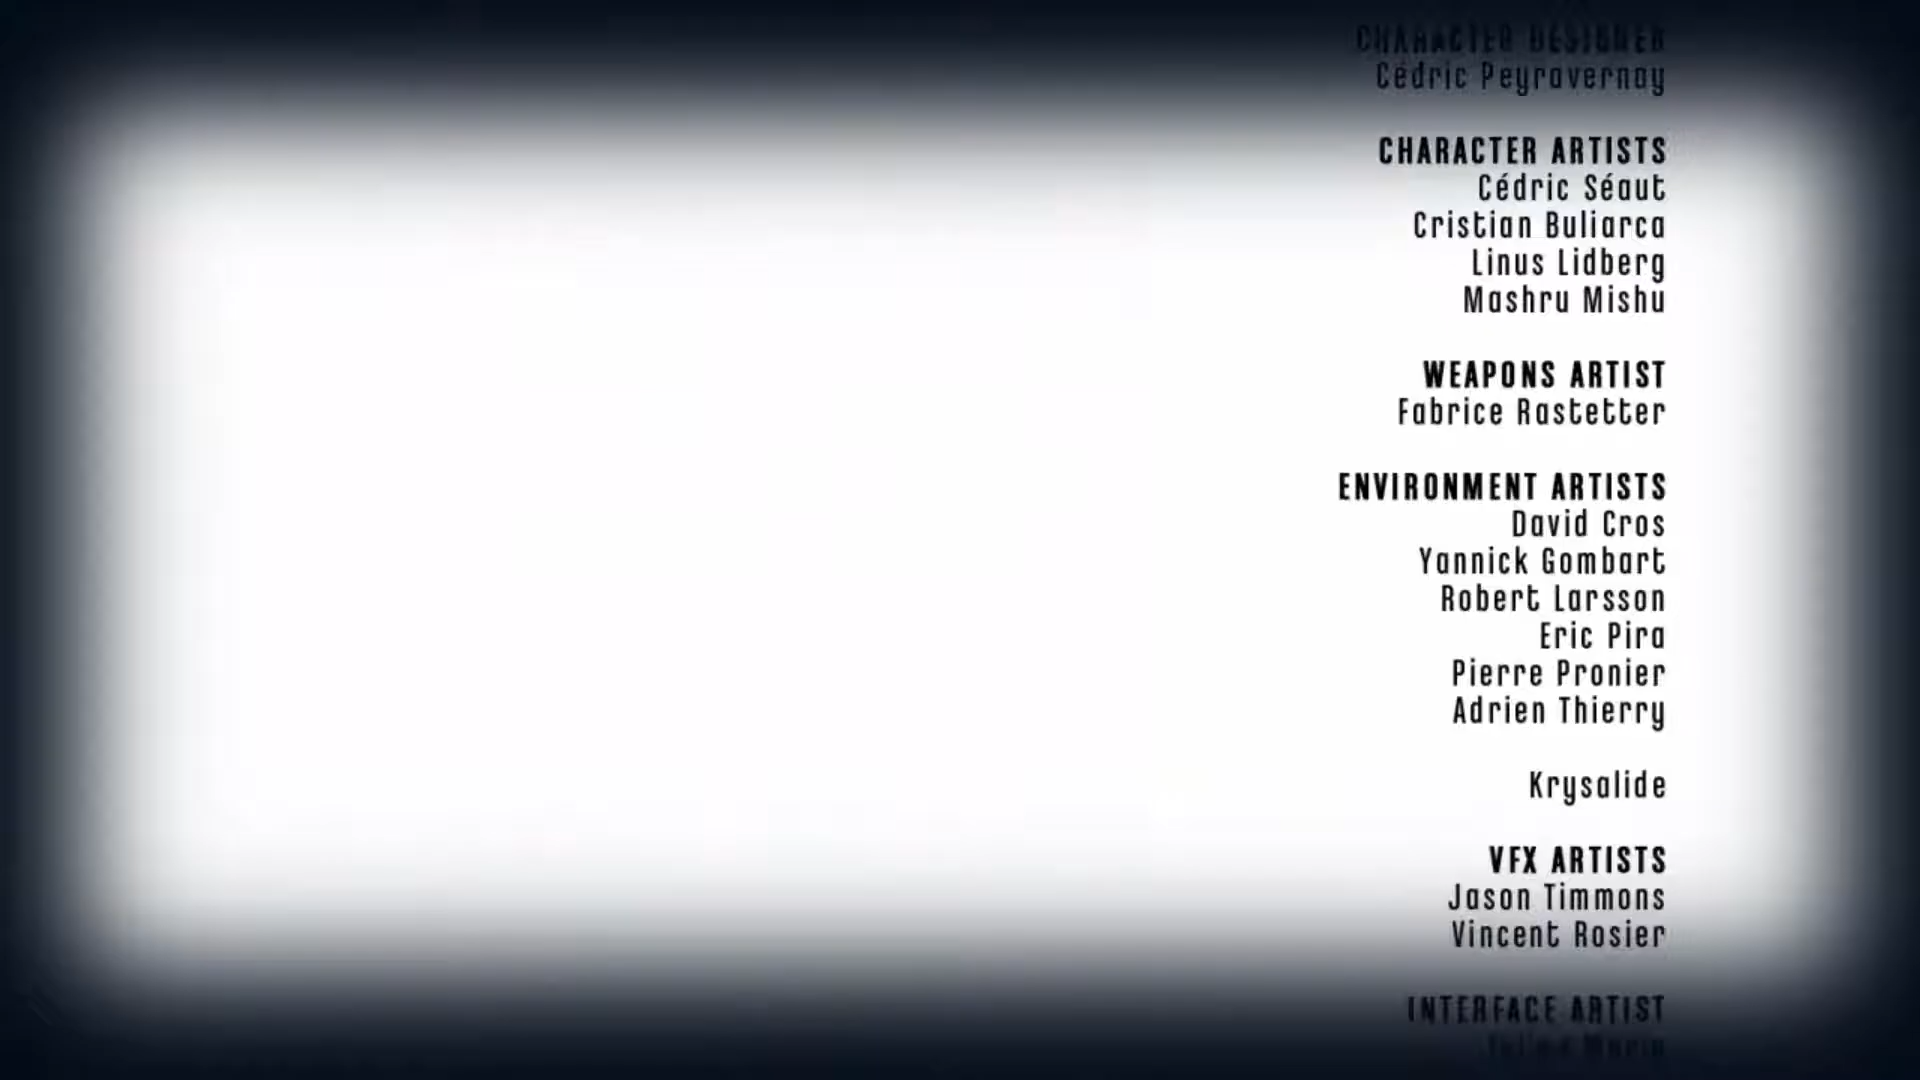 CHARACTER DESIGNER
Cédric Peyravernay
CHARACTER ARTISTS
Cédric Séaut
Cristian Buliarca
Linus Lidberg
Mashru Mishu
WEAPONS ARTIST
Fabrice Rastetter
ENVIRONMENT ARTISTS
David Cros
Yannick Gombart
Robert Larsson
Eric Pira
Pierre Pronier
Adrien Thierry
Krysalide
VFX ARTISTS
Jason Timmons
Vincent Rosier
INTERFACE ARTIST